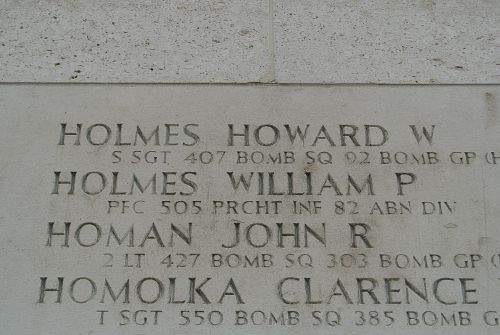 HOLMES HOWARD W
S SGT 407 BOMB SQ 92 BOMB GP (H
HOLMES WILLIAM P
PFC 505 PRCHT INF 82 ABN DIV
HOMAN JOHN R
2 LT 427 BOMB SQ 303 BOMB GP (
HOMOLKA CLARENCE
T SGT 550 BOMB SQ 385 BOMB G